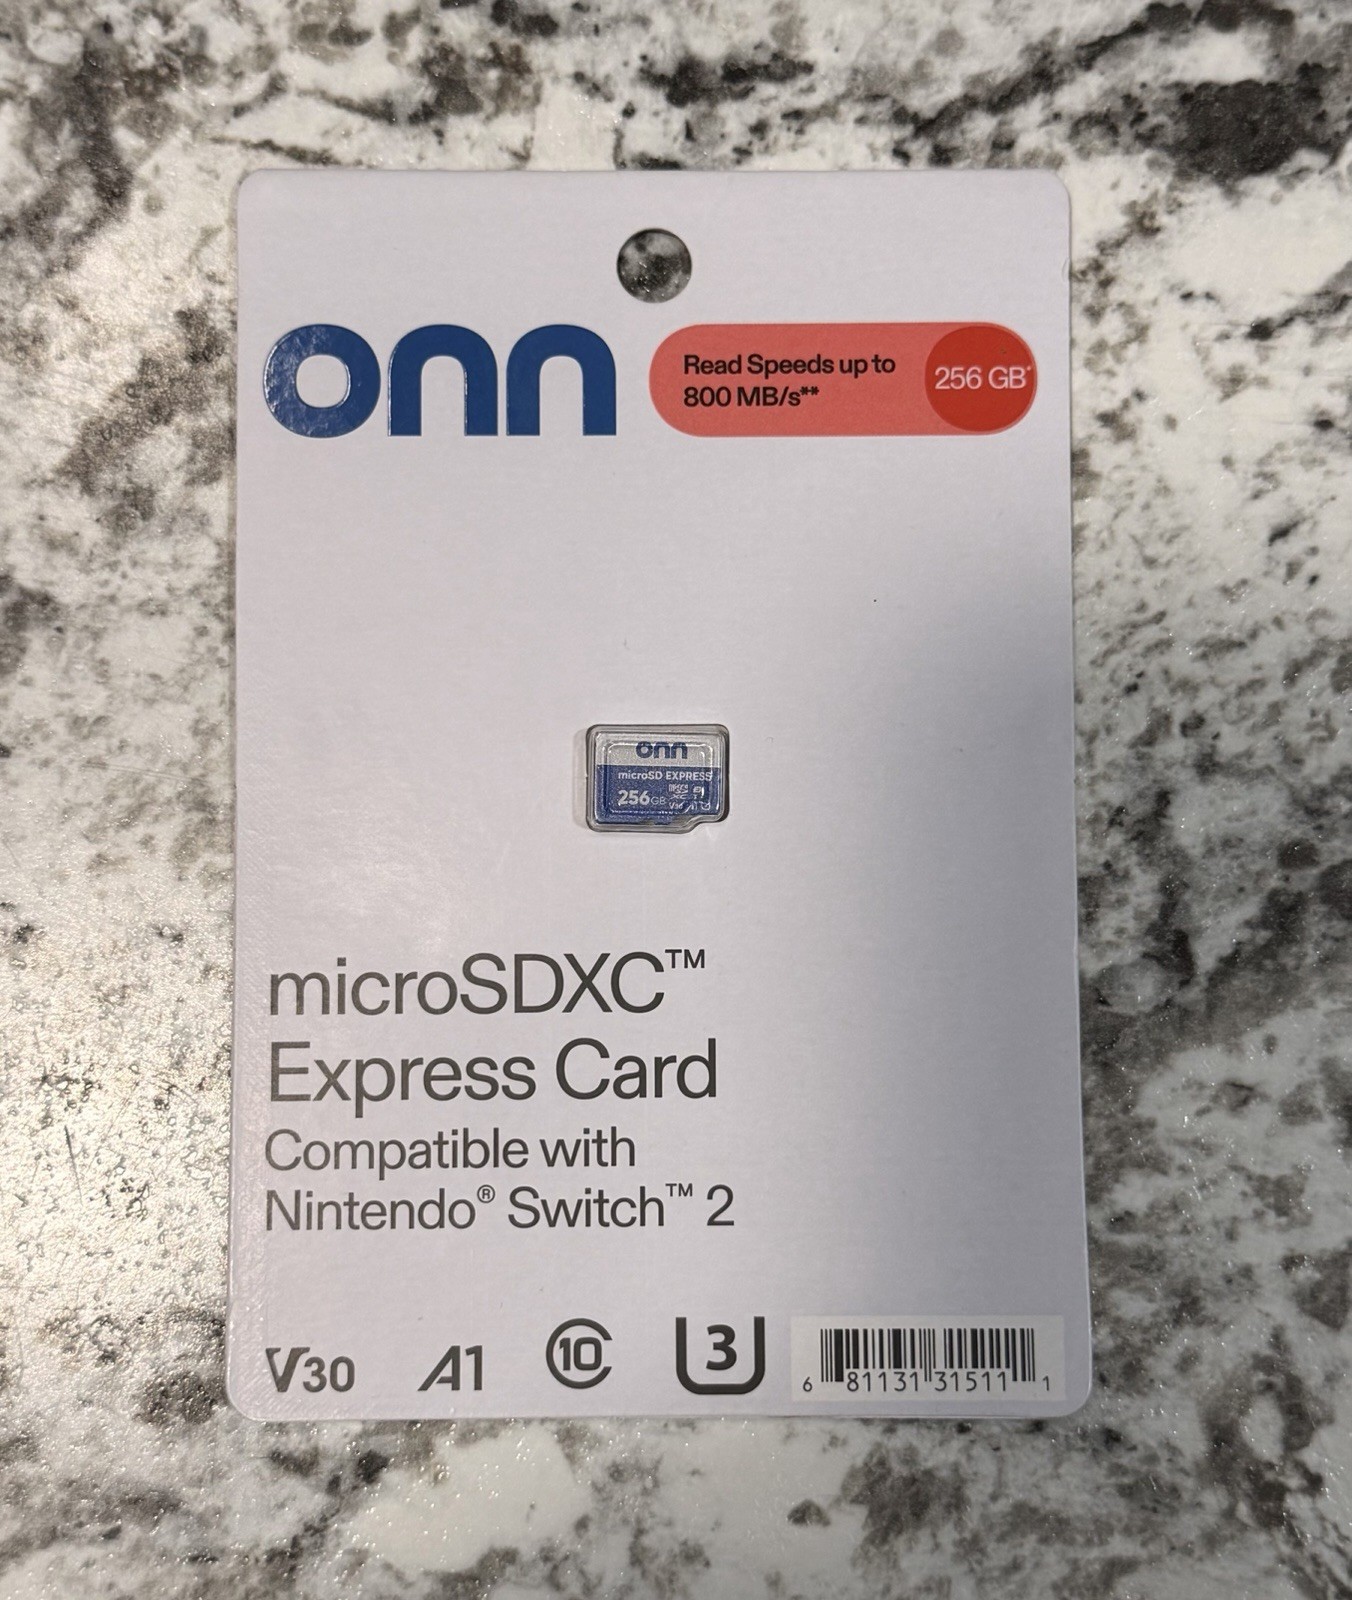 onn
Read Speeds up to
800 MB/s**
256 GB*
onn
microSD EXPRESS
256GB
microSDXC™
Express Card
Compatible with
Nintendo® Switch™ 2
V30 A1 10 3
6 81131 31511 1